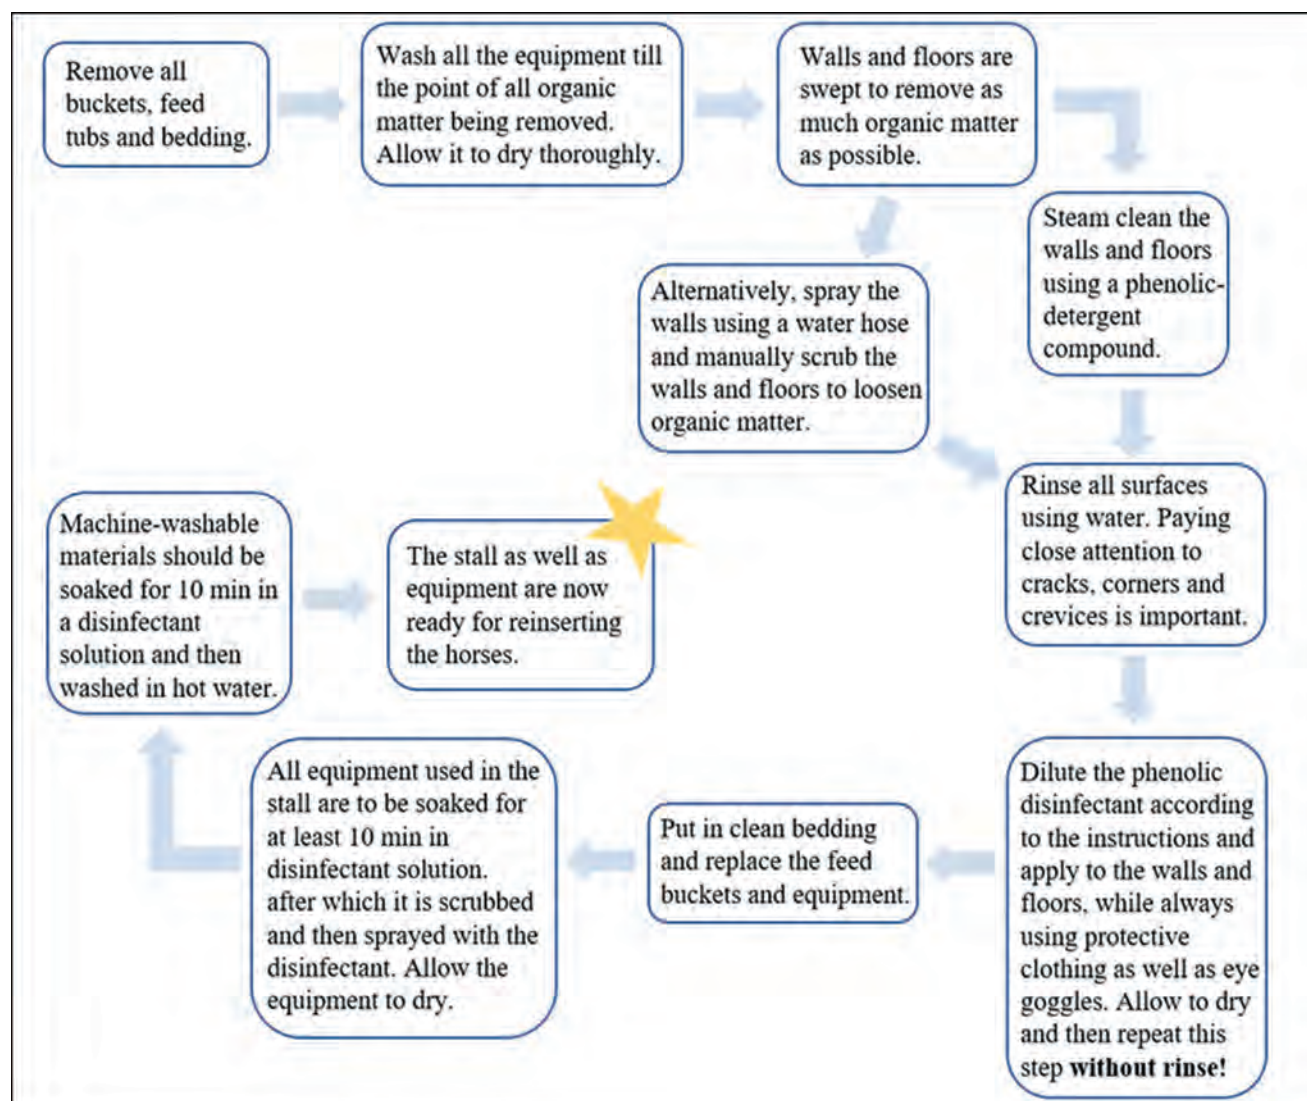 Remove all
buckets, feed
tubs and bedding.
Wash all the equipment till
the point of all organic
matter being removed.
Allow it to dry thoroughly.
Walls and floors are
swept to remove as
much organic matter
as possible.
Steam clean the
walls and floors
using a phenolic-
detergent
compound.
Alternatively, spray the
walls using a water hose
and manually scrub the
walls and floors to loosen
organic matter.
Rinse all surfaces
using water. Paying
close attention to
cracks, corners and
crevices is important.
Dilute the phenolic
disinfectant according
to the instructions and
apply to the walls and
floors, while always
using protective
clothing as well as eye
goggles. Allow to dry
and then repeat this
step without rinse!
Put in clean bedding
and replace the feed
buckets and equipment.
All equipment used in the
stall are to be soaked for
at least 10 min in
disinfectant solution.
after which it is scrubbed
and then sprayed with the
disinfectant. Allow the
equipment to dry.
Machine-washable
materials should be
soaked for 10 min in
a disinfectant
solution and then
washed in hot water.
The stall as well as
equipment are now
ready for reinserting
the horses.